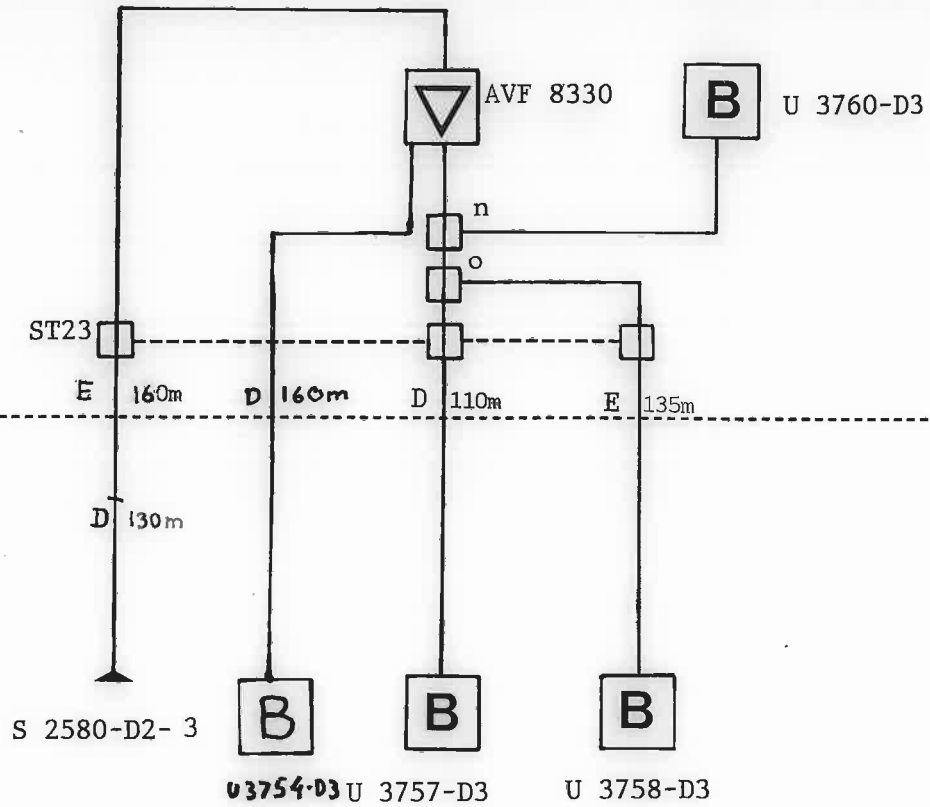 AVF 8330
B
U 3760-D3
n
o
ST23
E 160m
D 160m
D 110m
E 135m
D 130m
S 2580-D2-3
B
U3754-D3
B
U 3757-D3
B
U 3758-D3